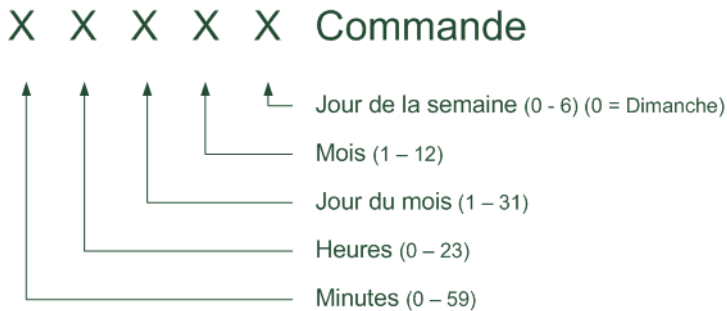 X X X X X Commande
Jour de la semaine (0 - 6) (0 = Dimanche)
Mois (1 – 12)
Jour du mois (1 – 31)
Heures (0 – 23)
Minutes (0 – 59)